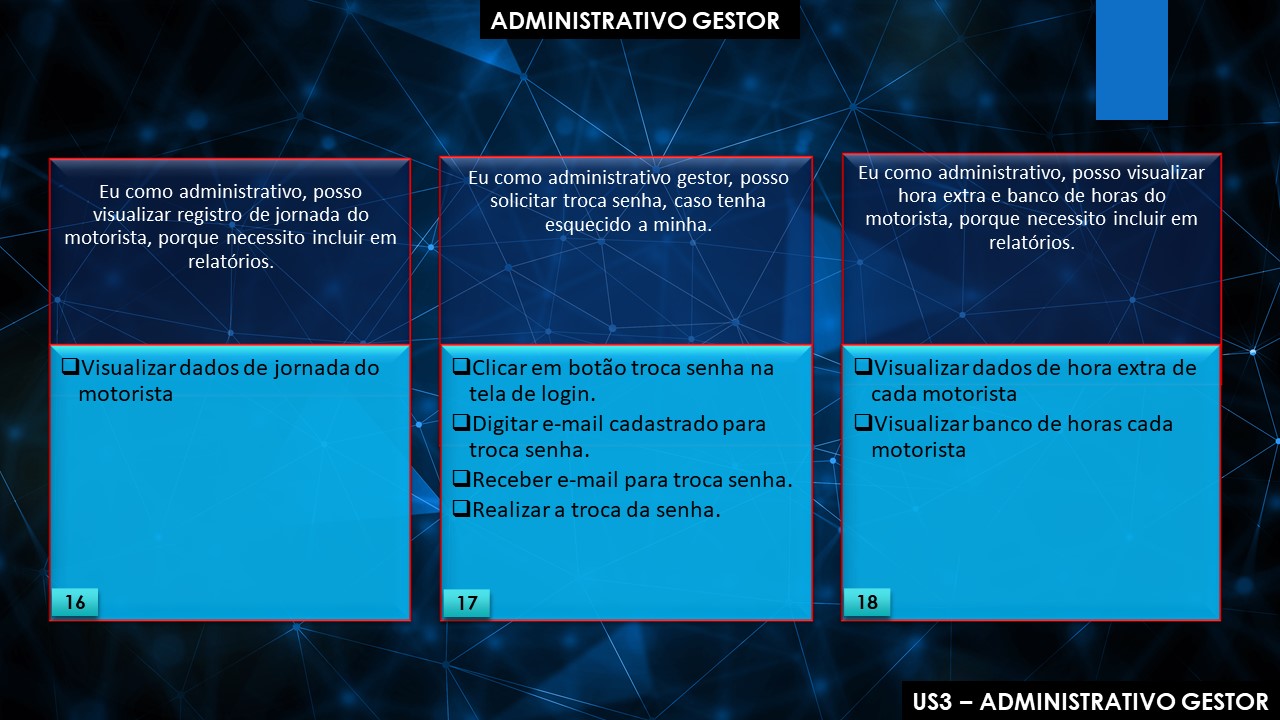 ADMINISTRATIVO GESTOR
Eu como administrativo, posso
visualizar registro de jornada do
motorista, porque necessito incluir em
relatórios.
❑Visualizar dados de jornada do
motorista
16
Eu como administrativo gestor, posso
solicitar troca senha, caso tenha
esquecido a minha.
❑Clicar em botão troca senha na
tela de login.
❑Digitar e-mail cadastrado para
troca senha.
❑Receber e-mail para troca senha.
❑Realizar a troca da senha.
17
Eu como administrativo, posso visualizar
hora extra e banco de horas do
motorista, porque necessito incluir em
relatórios.
❑Visualizar dados de hora extra de
cada motorista
❑Visualizar banco de horas cada
motorista
18
US3 – ADMINISTRATIVO GESTOR